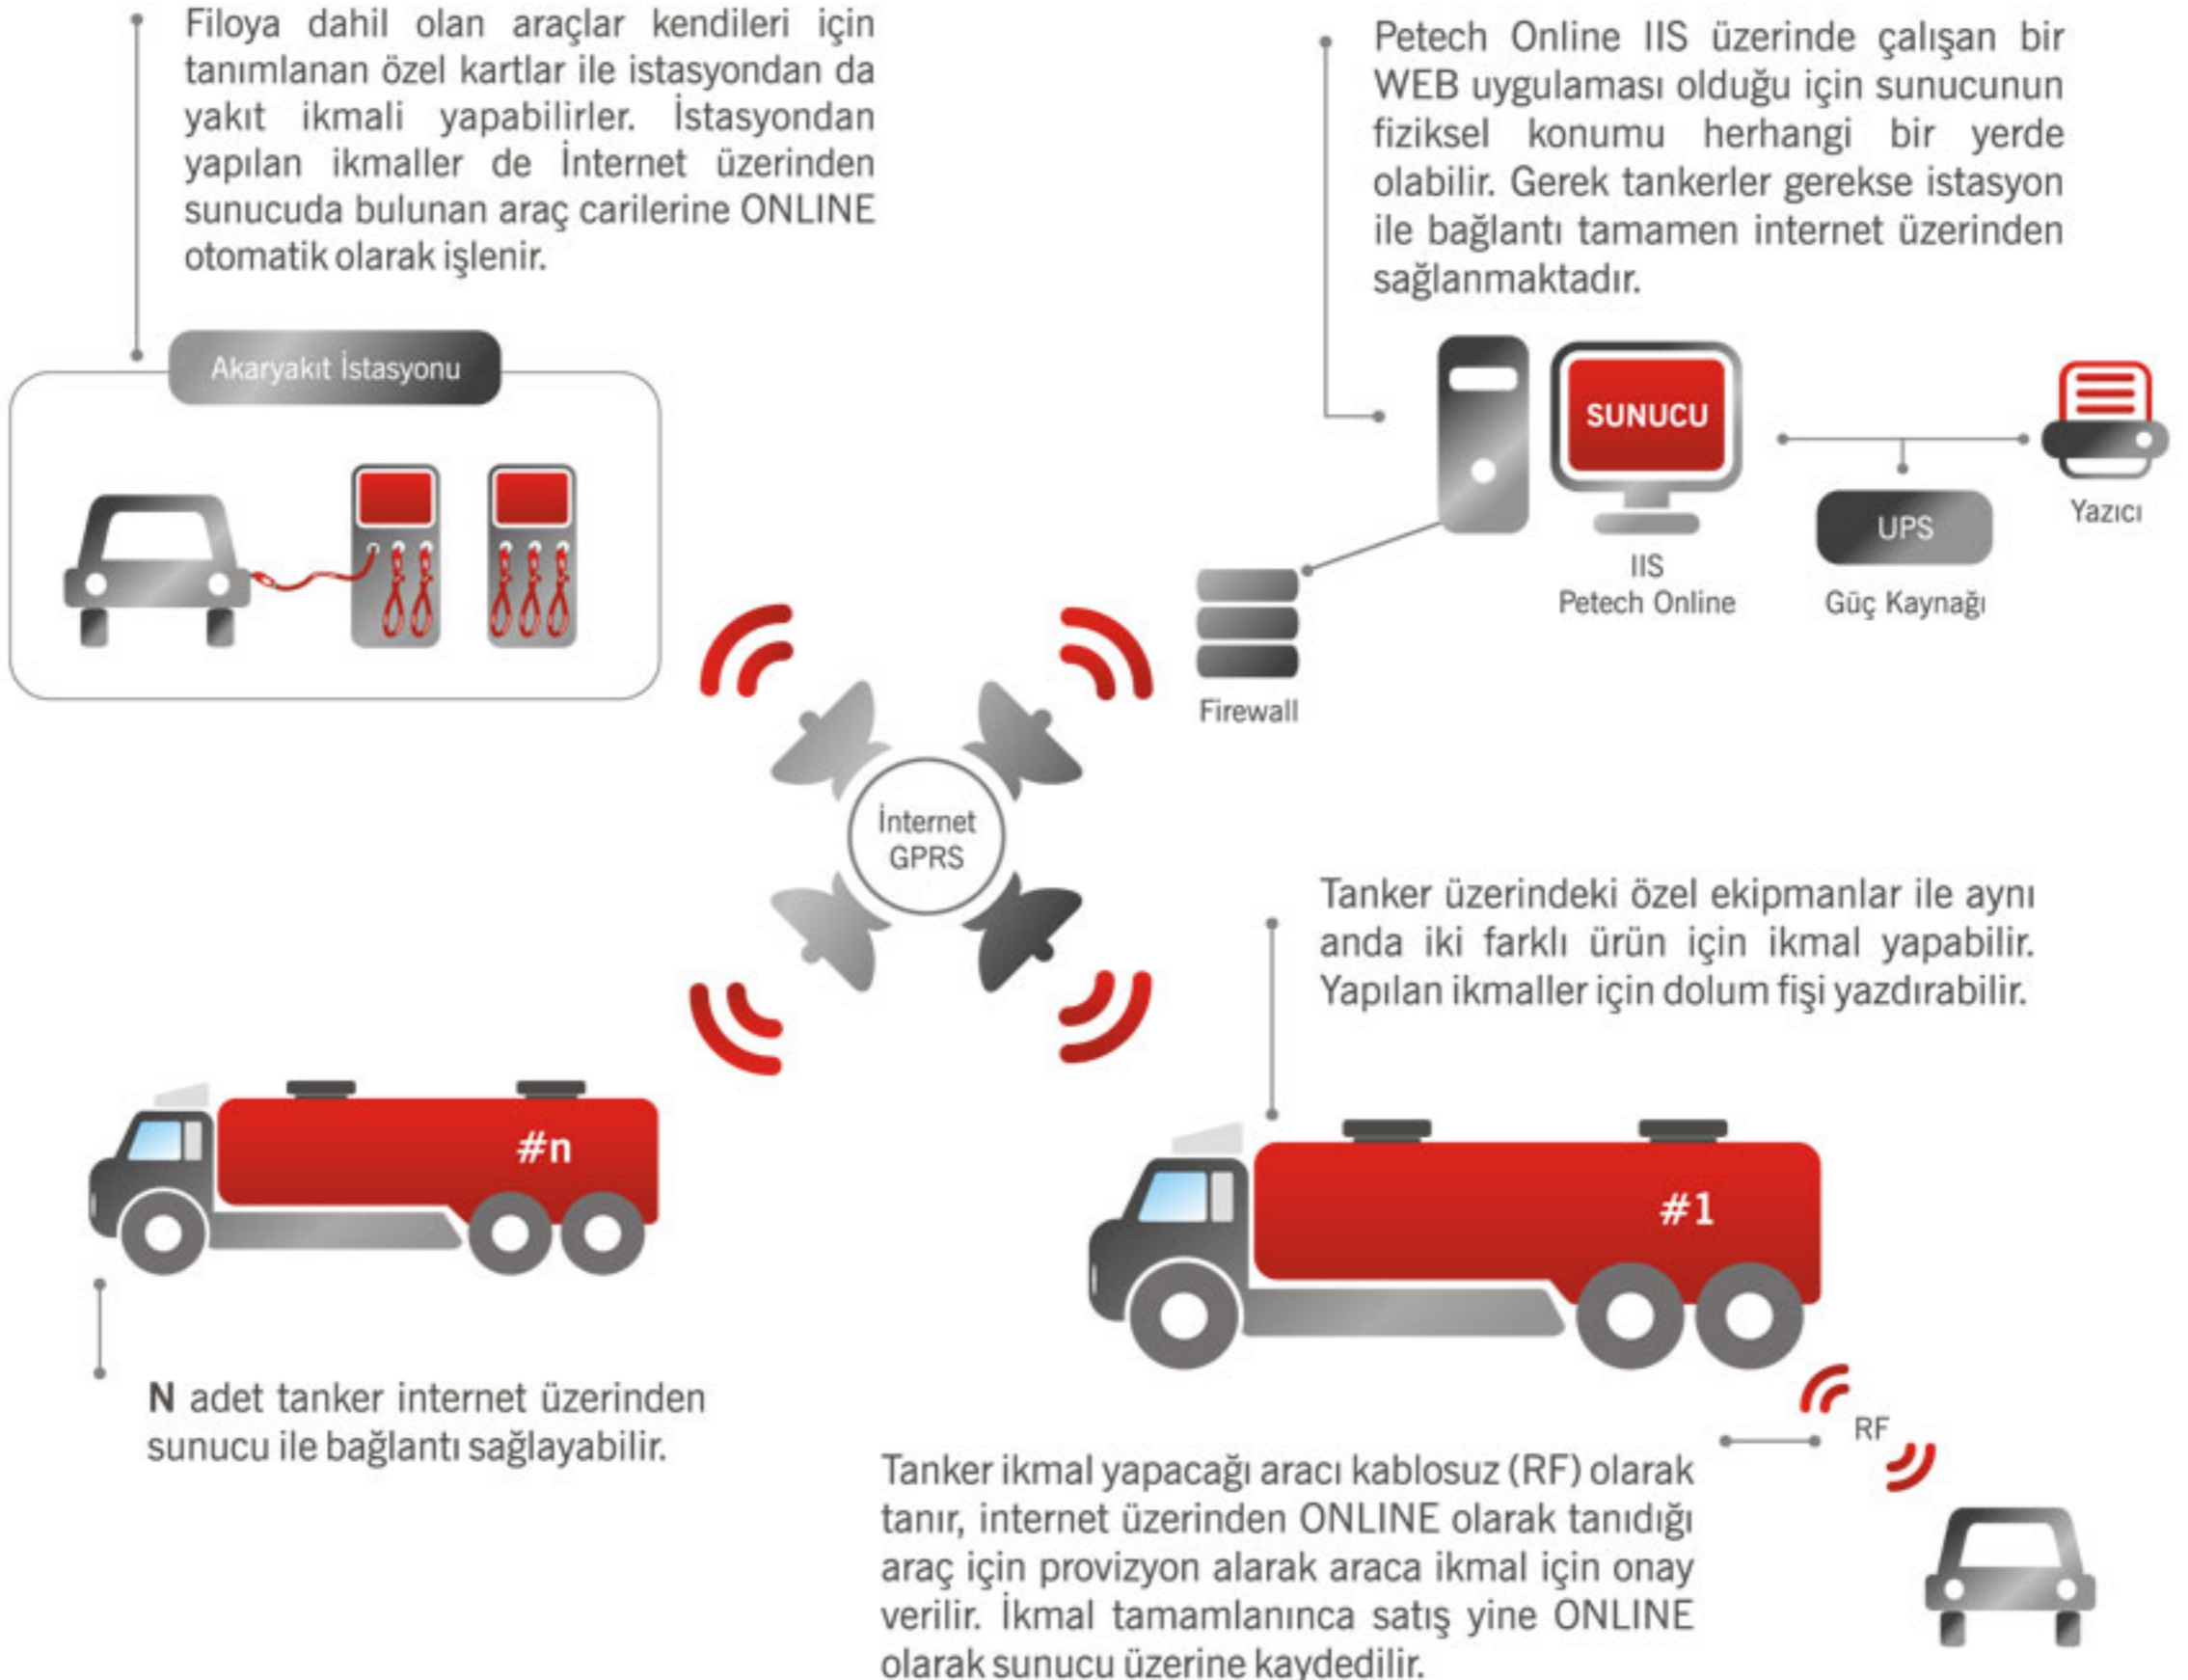 Filoya dahil olan araçlar kendileri için
tanımlanan özel kartlar ile istasyondan da
yakıt ikmali yapabilirler. İstasyondan
yapılan ikmaller de İnternet üzerinden
sunucuda bulunan araç carilerine ONLINE
otomatik olarak işlenir.
Petech Online IIS üzerinde çalışan bir
WEB uygulaması olduğu için sunucunun
fiziksel konumu herhangi bir yerde
olabilir. Gerek tankerler gerekse istasyon
ile bağlantı tamamen internet üzerinden
sağlanmaktadır.
Akaryakıt İstasyonu
SUNUCU
IIS
Petech Online
UPS
Güç Kaynağı
Yazıcı
Firewall
İnternet
GPRS
Tanker üzerindeki özel ekipmanlar ile aynı
anda iki farklı ürün için ikmal yapabilir.
Yapılan ikmaller için dolum fişi yazdırabilir.
#n
#1
N adet tanker internet üzerinden
sunucu ile bağlantı sağlayabilir.
RF
Tanker ikmal yapacağı aracı kablosuz (RF) olarak
tanır, internet üzerinden ONLINE olarak tanıdığı
araç için provizyon alarak araca ikmal için onay
verilir. İkmal tamamlanınca satış yine ONLINE
olarak sunucu üzerine kaydedilir.